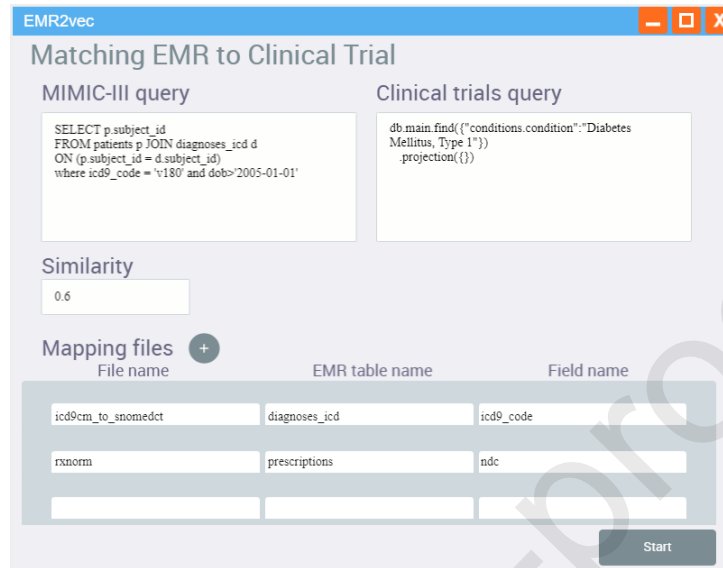 EMR2vec
Matching EMR to Clinical Trial
MIMIC-III query
Clinical trials query
SELECT p.subject_id
FROM patients p JOIN diagnoses_icd d
ON (p.subject_id = d.subject_id)
where icd9_code = 'v180' and dob>'2005-01-01'
db.main.find({"conditions.condition":"Diabetes
Mellitus, Type 1"})
.projection({})
Similarity
0.6
Mapping files +
File name EMR table name Field name
icd9cm_to_snomedct diagnoses_icd icd9_code
rxnorm prescriptions ndc
Start